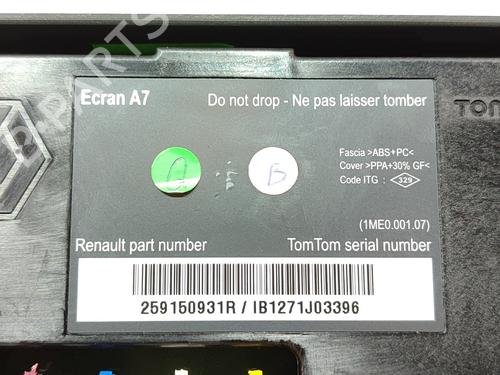 Ecran A7
Do not drop - Ne pas laisser tomber
Fascia >ABS+PC<
Cover >PPA+30% GF<
Code ITG : 329
(1ME0.001.07)
Renault part number
TomTom serial number
259150931R / IB1271J03396
B
B-PARTS